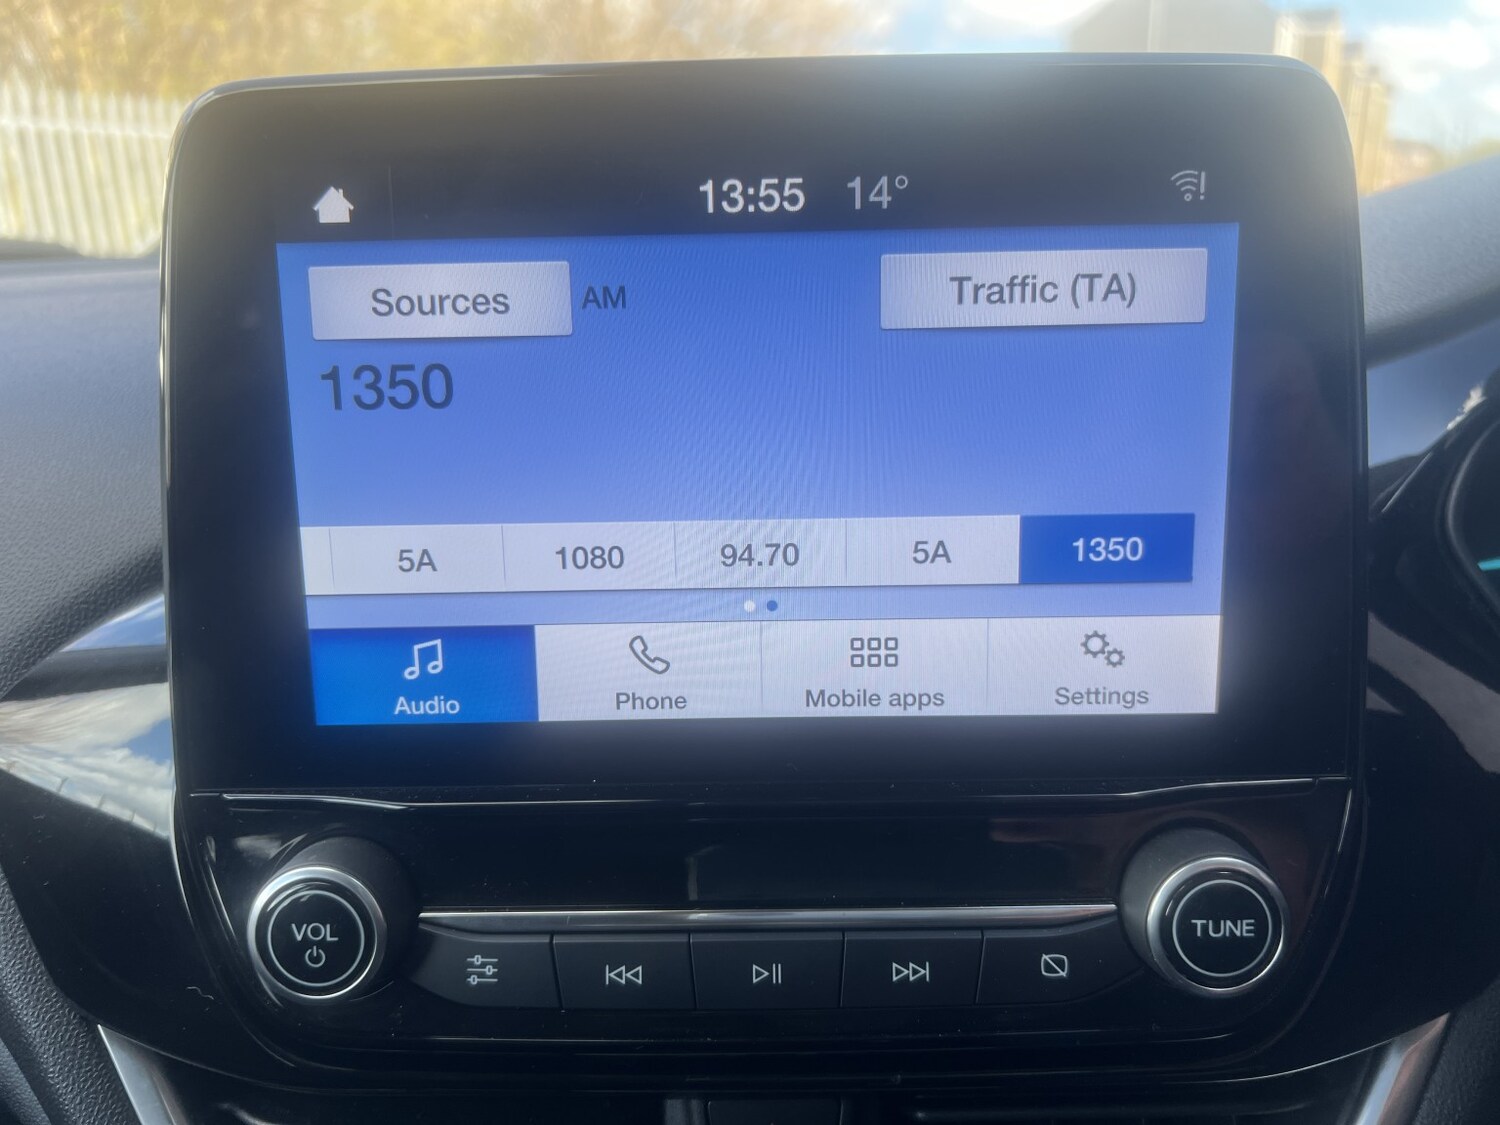 13:55 14°
Sources AM Traffic (TA)
1350
5A 1080 94.70 5A 1350
Audio Phone Mobile apps Settings
VOL TUNE